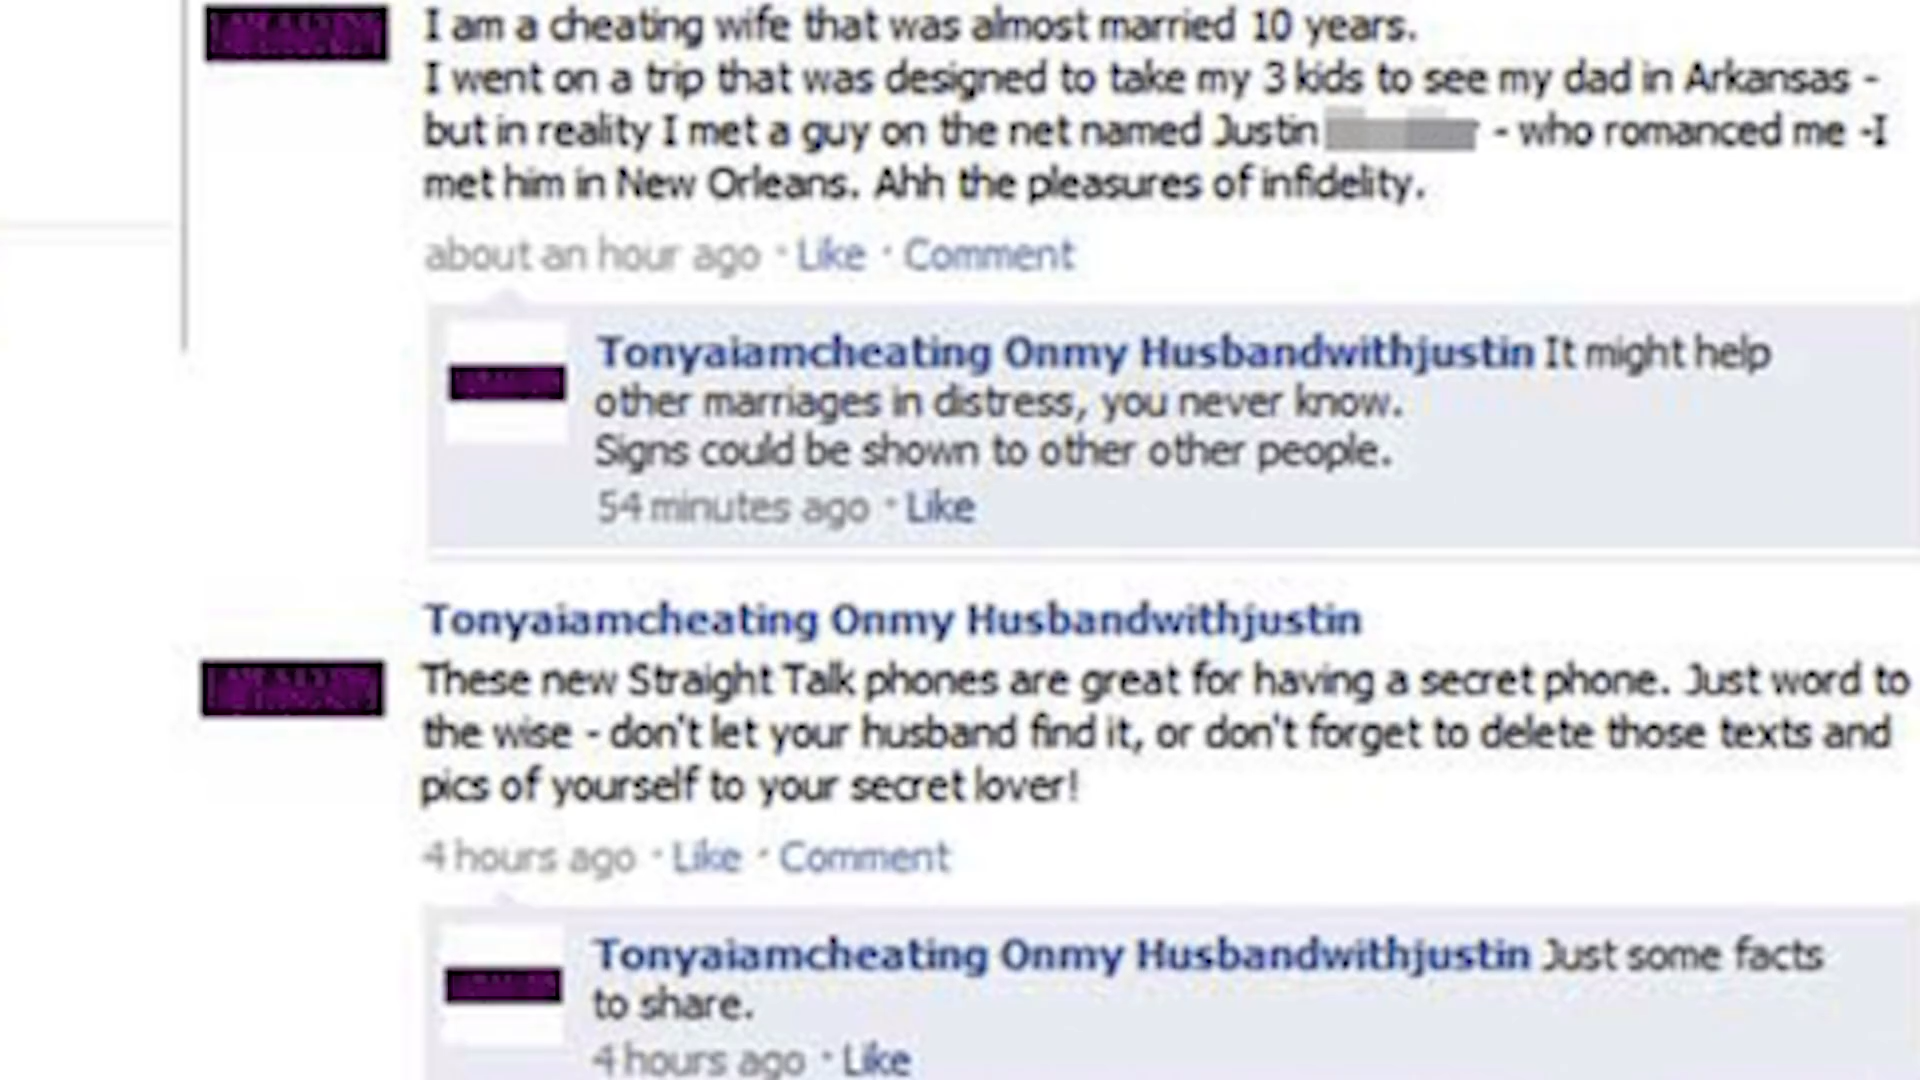 I am a cheating wife that was almost married 10 years.
I went on a trip that was designed to take my 3 kids to see my dad in Arkansas -
but in reality I met a guy on the net named Justin - who romanced me -I
met him in New Orleans. Ahh the pleasures of infidelity.
about an hour ago · Like · Comment
Tonyaiamcheating Onmy Husbandwithjustin It might help
other marriages in distress, you never know.
Signs could be shown to other other people.
54 minutes ago · Like
Tonyaiamcheating Onmy Husbandwithjustin
These new Straight Talk phones are great for having a secret phone. Just word to
the wise - don't let your husband find it, or don't forget to delete those texts and
pics of yourself to your secret lover!
4 hours ago · Like · Comment
Tonyaiamcheating Onmy Husbandwithjustin Just some facts
to share.
4 hours ago · Like